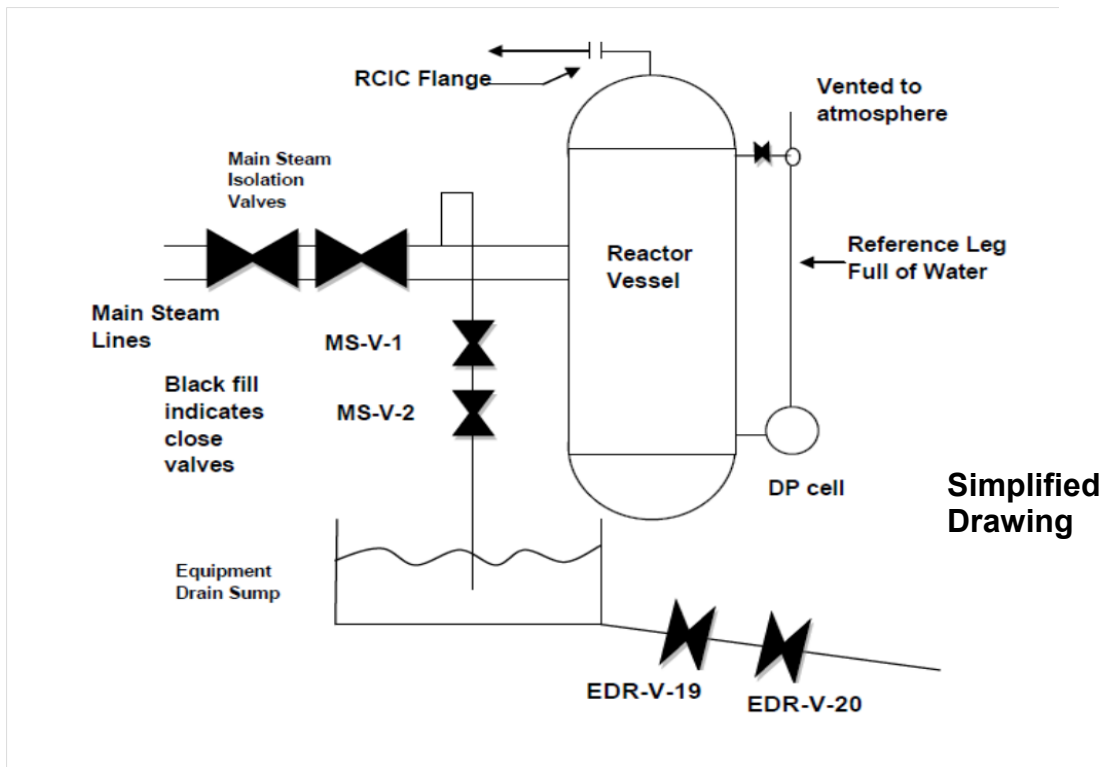 RCIC Flange
Vented to
atmosphere
Main Steam
Isolation
Valves
Reactor
Vessel
Reference Leg
Full of Water
Main Steam
Lines
MS-V-1
Black fill
indicates
close
valves
MS-V-2
DP cell
Simplified
Drawing
Equipment
Drain Sump
EDR-V-19
EDR-V-20